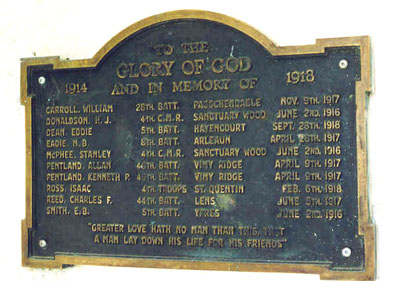 TO THE
GLORY OF GOD
1914 AND IN MEMORY OF 1918
CARROLL, WILLIAM 28TH. BATT. PASSCHENDAELE NOV. 9TH. 1917
DONALDSON, H. J. 4TH. C.M.R. SANCTUARY WOOD JUNE 2ND. 1916
DEAN, EDDIE 5TH. BATT. HAYENCOURT SEPT. 28TH. 1918
EADIE, N. B 8TH. BATT. ARLEAUN APRIL 28TH. 1917
MCPHEE, STANLEY 4TH. C.M.R. SANCTUARY WOOD JUNE 2ND. 1916
PENTLAND, ALLAN 44TH. BATT. VIMY RIDGE APRIL 9TH. 1917
PENTLAND, KENNETH P. 49TH. BATT. VIMY RIDGE APRIL 9TH. 1917
ROSS, ISAAC 4TH. TROOPS ST. QUENTIN FEB. 6TH. 1918
REED, CHARLES F. 44TH. BATT. LENS JUNE 1917
SMITH, E.B. 5TH. BATT. YPRES JUNE 2ND. 1916
"GREATER LOVE HATH NO MAN THAN THIS, THAT
A MAN LAY DOWN HIS LIFE FOR HIS FRIENDS"